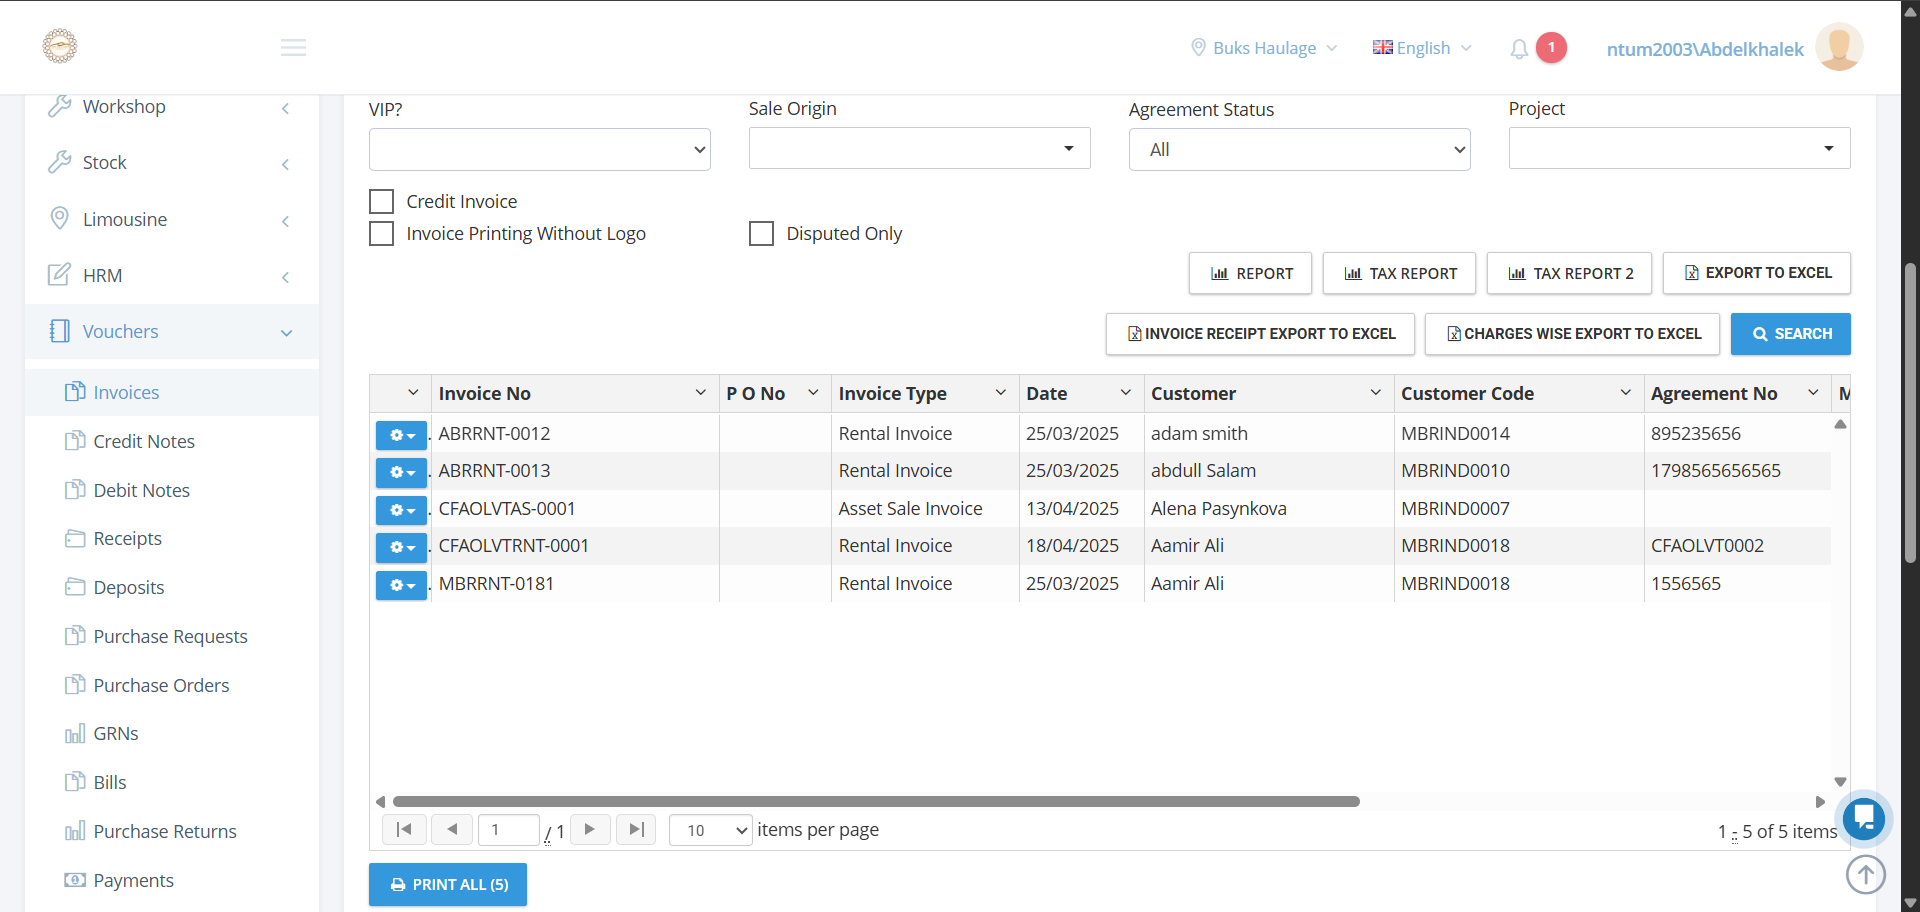 Buks Haulage English 1 ntum2003\Abdelkhalek
Workshop
Stock
Limousine
HRM
Vouchers
Invoices
Credit Notes
Debit Notes
Receipts
Deposits
Purchase Requests
Purchase Orders
GRNs
Bills
Purchase Returns
Payments
VIP? Sale Origin Agreement Status Project
All
Credit Invoice
Invoice Printing Without Logo Disputed Only
REPORT TAX REPORT TAX REPORT 2 EXPORT TO EXCEL
INVOICE RECEIPT EXPORT TO EXCEL CHARGES WISE EXPORT TO EXCEL SEARCH
Invoice No P O No Invoice Type Date Customer Customer Code Agreement No M
ABRRNT-0012 Rental Invoice 25/03/2025 adam smith MBRIND0014 895235656
ABRRNT-0013 Rental Invoice 25/03/2025 abdull Salam MBRIND0010 1798565656565
CFAOLVTAS-0001 Asset Sale Invoice 13/04/2025 Alena Pasynkova MBRIND0007
CFAOLVTRNT-0001 Rental Invoice 18/04/2025 Aamir Ali MBRIND0018 CFAOLVT0002
MBRRNT-0181 Rental Invoice 25/03/2025 Aamir Ali MBRIND0018 1556565
1 / 1 10 items per page 1 - 5 of 5 items
PRINT ALL (5)